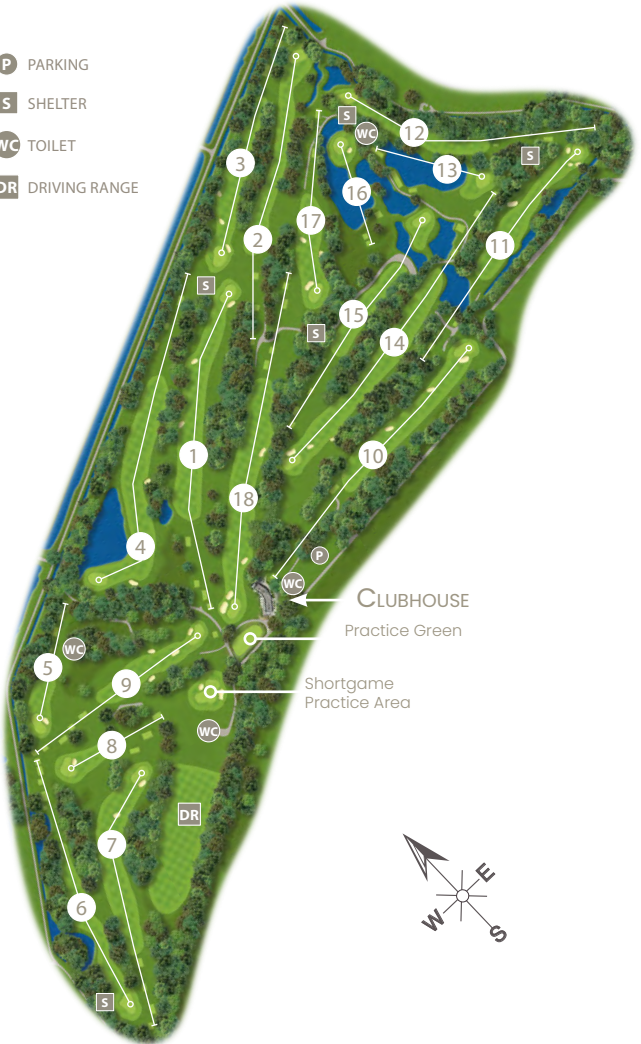 P PARKING
S SHELTER
WC TOILET
DR DRIVING RANGE
S
12
WC
S
3
13
16
17
2
11
S
15
S
14
1
10
18
4
P
WC
CLUBHOUSE
Practice Green
WC
5
9
Shortgame
Practice Area
WC
8
DR
7
E
6
W
S
S